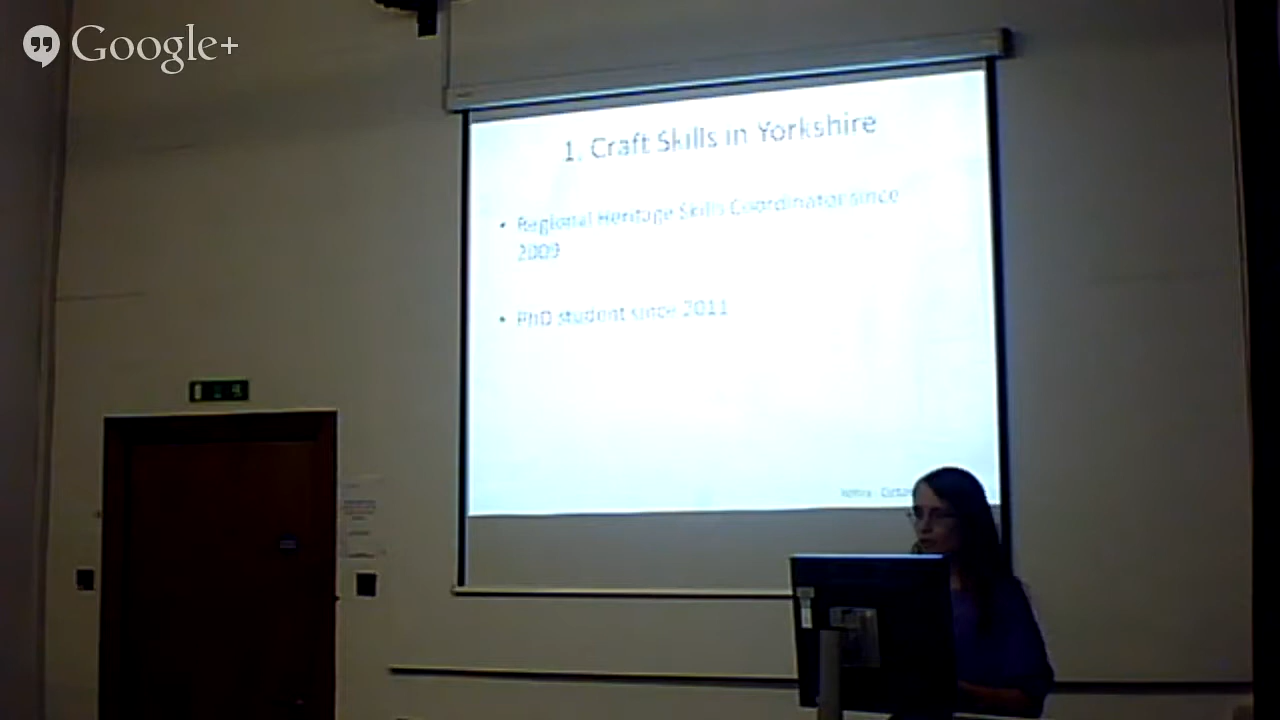 Google+
1. Craft Skills in Yorkshire
• Regional Heritage Skills Coordinator since
2009
• PhD student since 2011